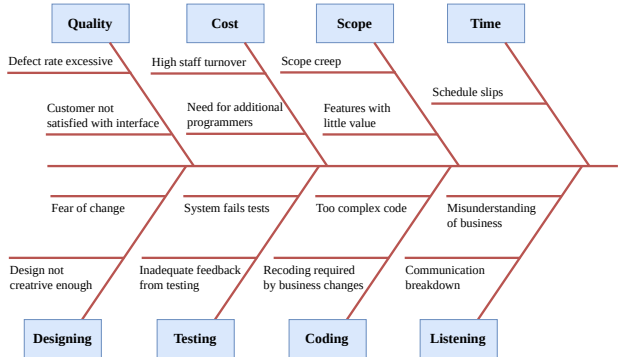 Quality
Cost
Scope
Time
Defect rate excessive
High staff turnover
Scope creep
Schedule slips
Customer not
satisfied with interface
Need for additional
programmers
Features with
little value
Fear of change
System fails tests
Too complex code
Misunderstanding
of business
Design not
creatrive enough
Inadequate feedback
from testing
Recoding required
by business changes
Communication
breakdown
Designing
Testing
Coding
Listening